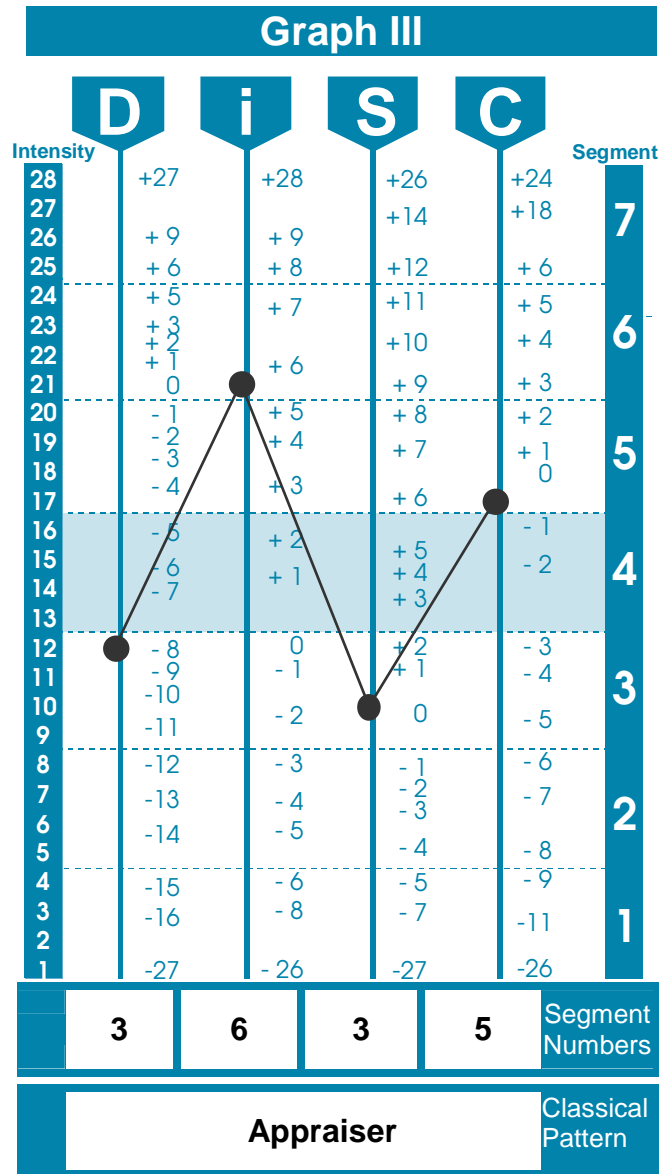 Graph III
D i S C
Intensity Segment
28 +27 +28 +26 +24
27 +14 +18 7
26 + 9 + 9
25 + 6 + 8 +12 + 6
24 + 5 + 7 +11 + 5
23 + 3 6
+ 2 +10 + 4
22 + 1 + 6
21 0 + 9 + 3
20 - 1 + 5 + 8 + 2
19 - 2 + 4 + 7 + 1 5
18 - 3 0
17 - 4 + 3 + 6
16 - 5 + 2 - 1
15 - 6 + 5 - 2 4
14 - 7 + 1 + 4
13 + 3
12 - 8 0 + 2 - 3
11 - 9 - 1 + 1 - 4 3
10 -10 - 2 0 - 5
9 -11
8 -12 - 3 - 1 - 6
7 -13 - 4 - 2 - 7 2
- 3
6 -14 - 5
5 - 4 - 8
4 -15 - 6 - 5 - 9
3 -16 - 8 - 7 -11 1
2
1 -27 - 26 -27 -26
3 6 3 5 Segment
Numbers
Appraiser Classical
Pattern